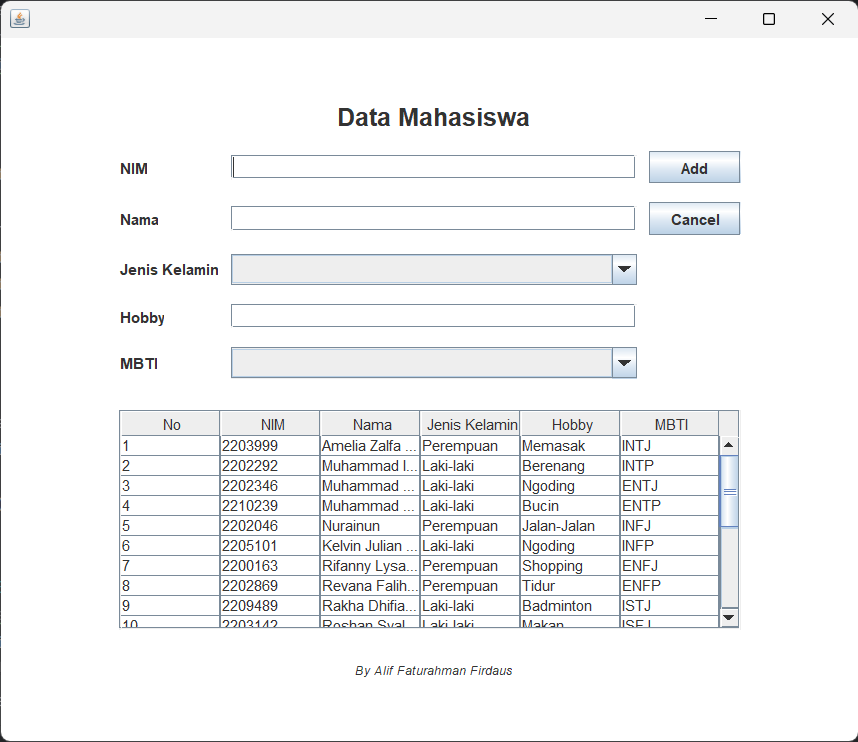 Data Mahasiswa
NIM Add
Nama Cancel
Jenis Kelamin
Hobby
MBTI
No NIM Nama Jenis Kelamin Hobby MBTI
1 2203999 Amelia Zalfa ... Perempuan Memasak INTJ
2 2202292 Muhammad I... Laki-laki Berenang INTP
3 2202346 Muhammad ... Laki-laki Ngoding ENTJ
4 2210239 Muhammad ... Laki-laki Bucin ENTP
5 2202046 Nurainun Perempuan Jalan-Jalan INFJ
6 2205101 Kelvin Julian ... Laki-laki Ngoding INFP
7 2200163 Rifanny Lysa... Perempuan Shopping ENFJ
8 2202869 Revana Falih... Perempuan Tidur ENFP
9 2209489 Rakha Dhifia... Laki-laki Badminton ISTJ
10 2203142 Roshan Syal... Laki-laki Makan ISFJ
By Alif Faturahman Firdaus